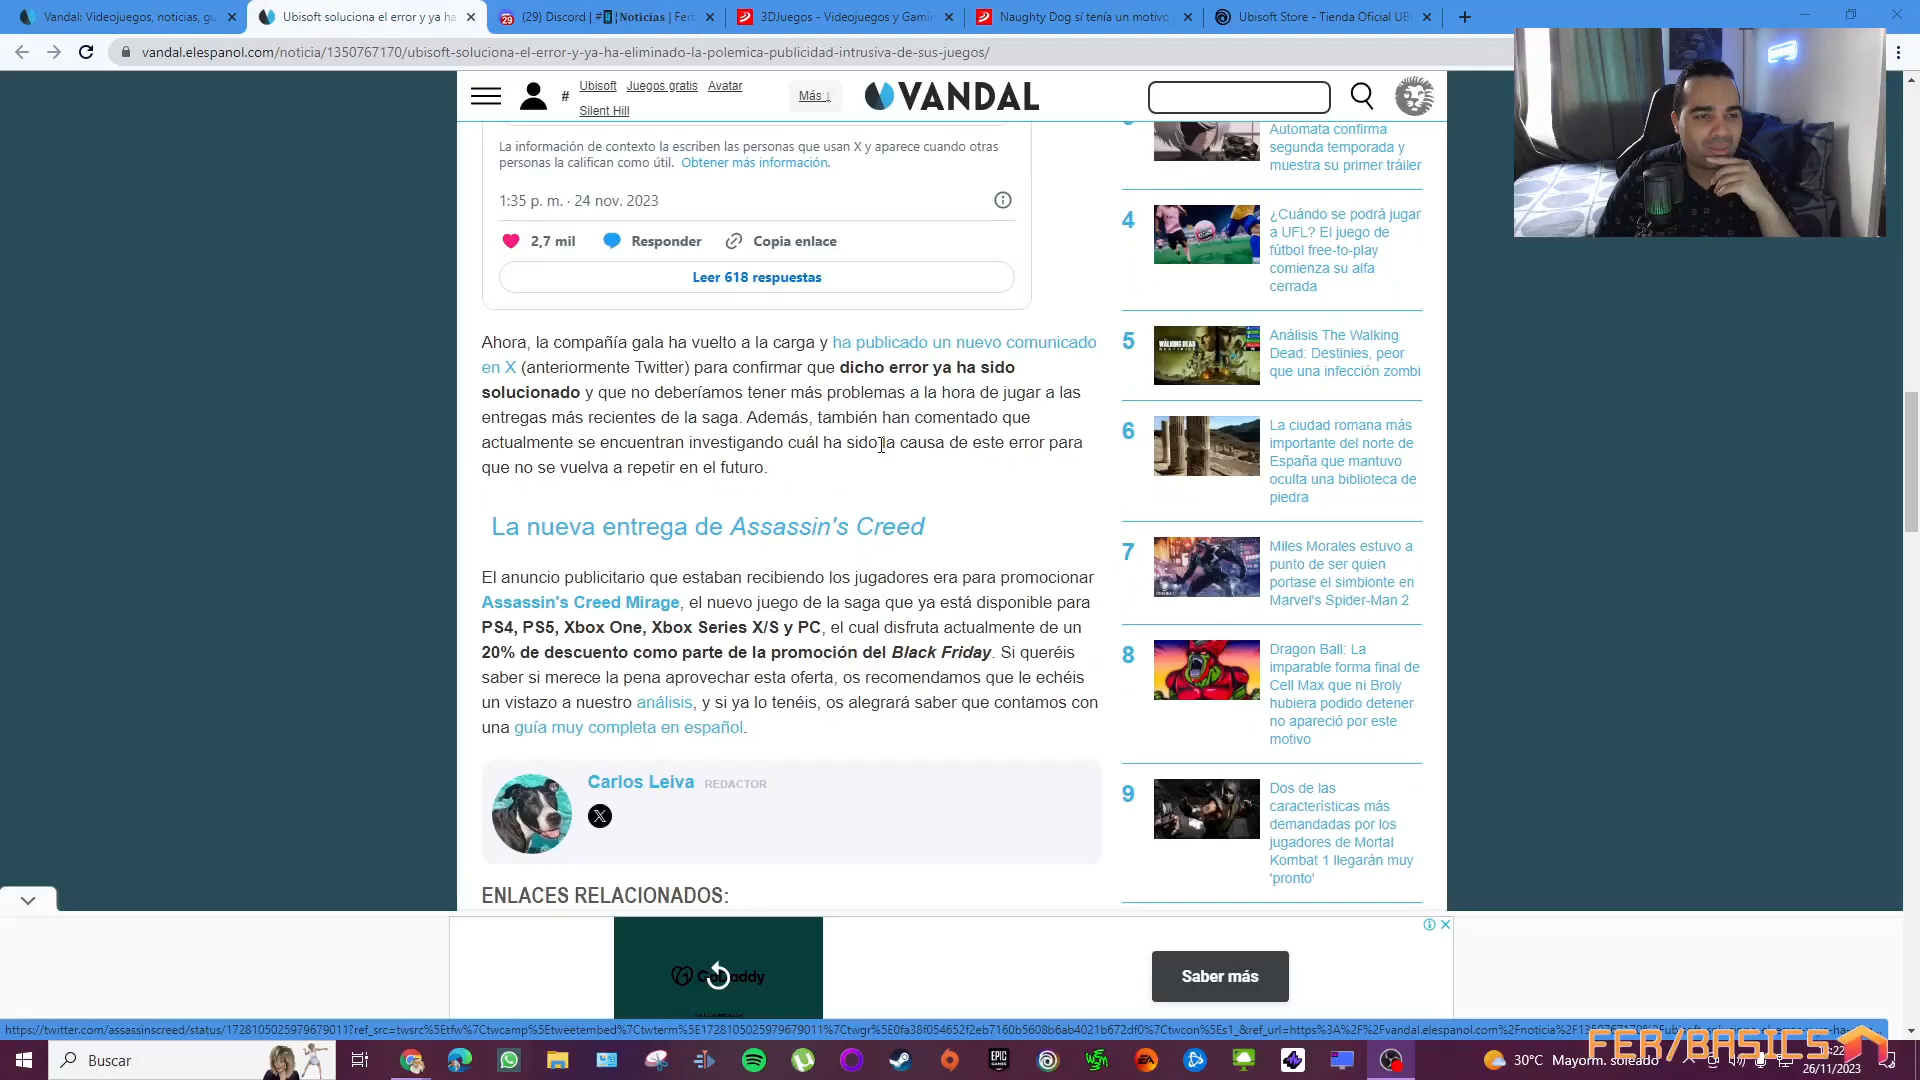 Vandal: Videojuegos, noticias, gu
Ubisoft soluciona el error y ya ha
(29) Discord | #📱¦Noticias | Feri
3DJuegos - Videojuegos y Gamin
Naughty Dog sí tenía un motivo
Ubisoft Store - Tienda Oficial UBI
vandal.elespanol.com/noticia/1350767170/ubisoft-soluciona-el-error-y-ya-ha-eliminado-la-polemica-publicidad-intrusiva-de-sus-juegos/
# Ubisoft Juegos gratis Avatar
Silent Hill
Más ↓
VANDAL
La información de contexto la escriben las personas que usan X y aparece cuando otras
personas la califican como útil. Obtener más información.
1:35 p. m. · 24 nov. 2023
2,7 mil Responder Copia enlace
Leer 618 respuestas
Ahora, la compañía gala ha vuelto a la carga y ha publicado un nuevo comunicado
en X (anteriormente Twitter) para confirmar que dicho error ya ha sido
solucionado y que no deberíamos tener más problemas a la hora de jugar a las
entregas más recientes de la saga. Además, también han comentado que
actualmente se encuentran investigando cuál ha sido la causa de este error para
que no se vuelva a repetir en el futuro.
La nueva entrega de Assassin's Creed
El anuncio publicitario que estaban recibiendo los jugadores era para promocionar
Assassin's Creed Mirage, el nuevo juego de la saga que ya está disponible para
PS4, PS5, Xbox One, Xbox Series X/S y PC, el cual disfruta actualmente de un
20% de descuento como parte de la promoción del Black Friday. Si queréis
saber si merece la pena aprovechar esta oferta, os recomendamos que le echéis
un vistazo a nuestro análisis, y si ya lo tenéis, os alegrará saber que contamos con
una guía muy completa en español.
Carlos Leiva REDACTOR
ENLACES RELACIONADOS:
Automata confirma
segunda temporada y
muestra su primer tráiler
4
¿Cuándo se podrá jugar
a UFL? El juego de
fútbol free-to-play
comienza su alfa
cerrada
5
Análisis The Walking
Dead: Destinies, peor
que una infección zombi
6
La ciudad romana más
importante del norte de
España que mantuvo
oculta una biblioteca de
piedra
7
Miles Morales estuvo a
punto de ser quien
portase el simbionte en
Marvel's Spider-Man 2
8
Dragon Ball: La
imparable forma final de
Cell Max que ni Broly
hubiera podido detener
no apareció por este
motivo
9
Dos de las
características más
demandadas por los
jugadores de Mortal
Kombat 1 llegarán muy
'pronto'
GoDaddy
Saber más
Buscar
EPIC
GAMES
EA
30°C Mayorm. soleado
FER/BASICS
26/11/2023